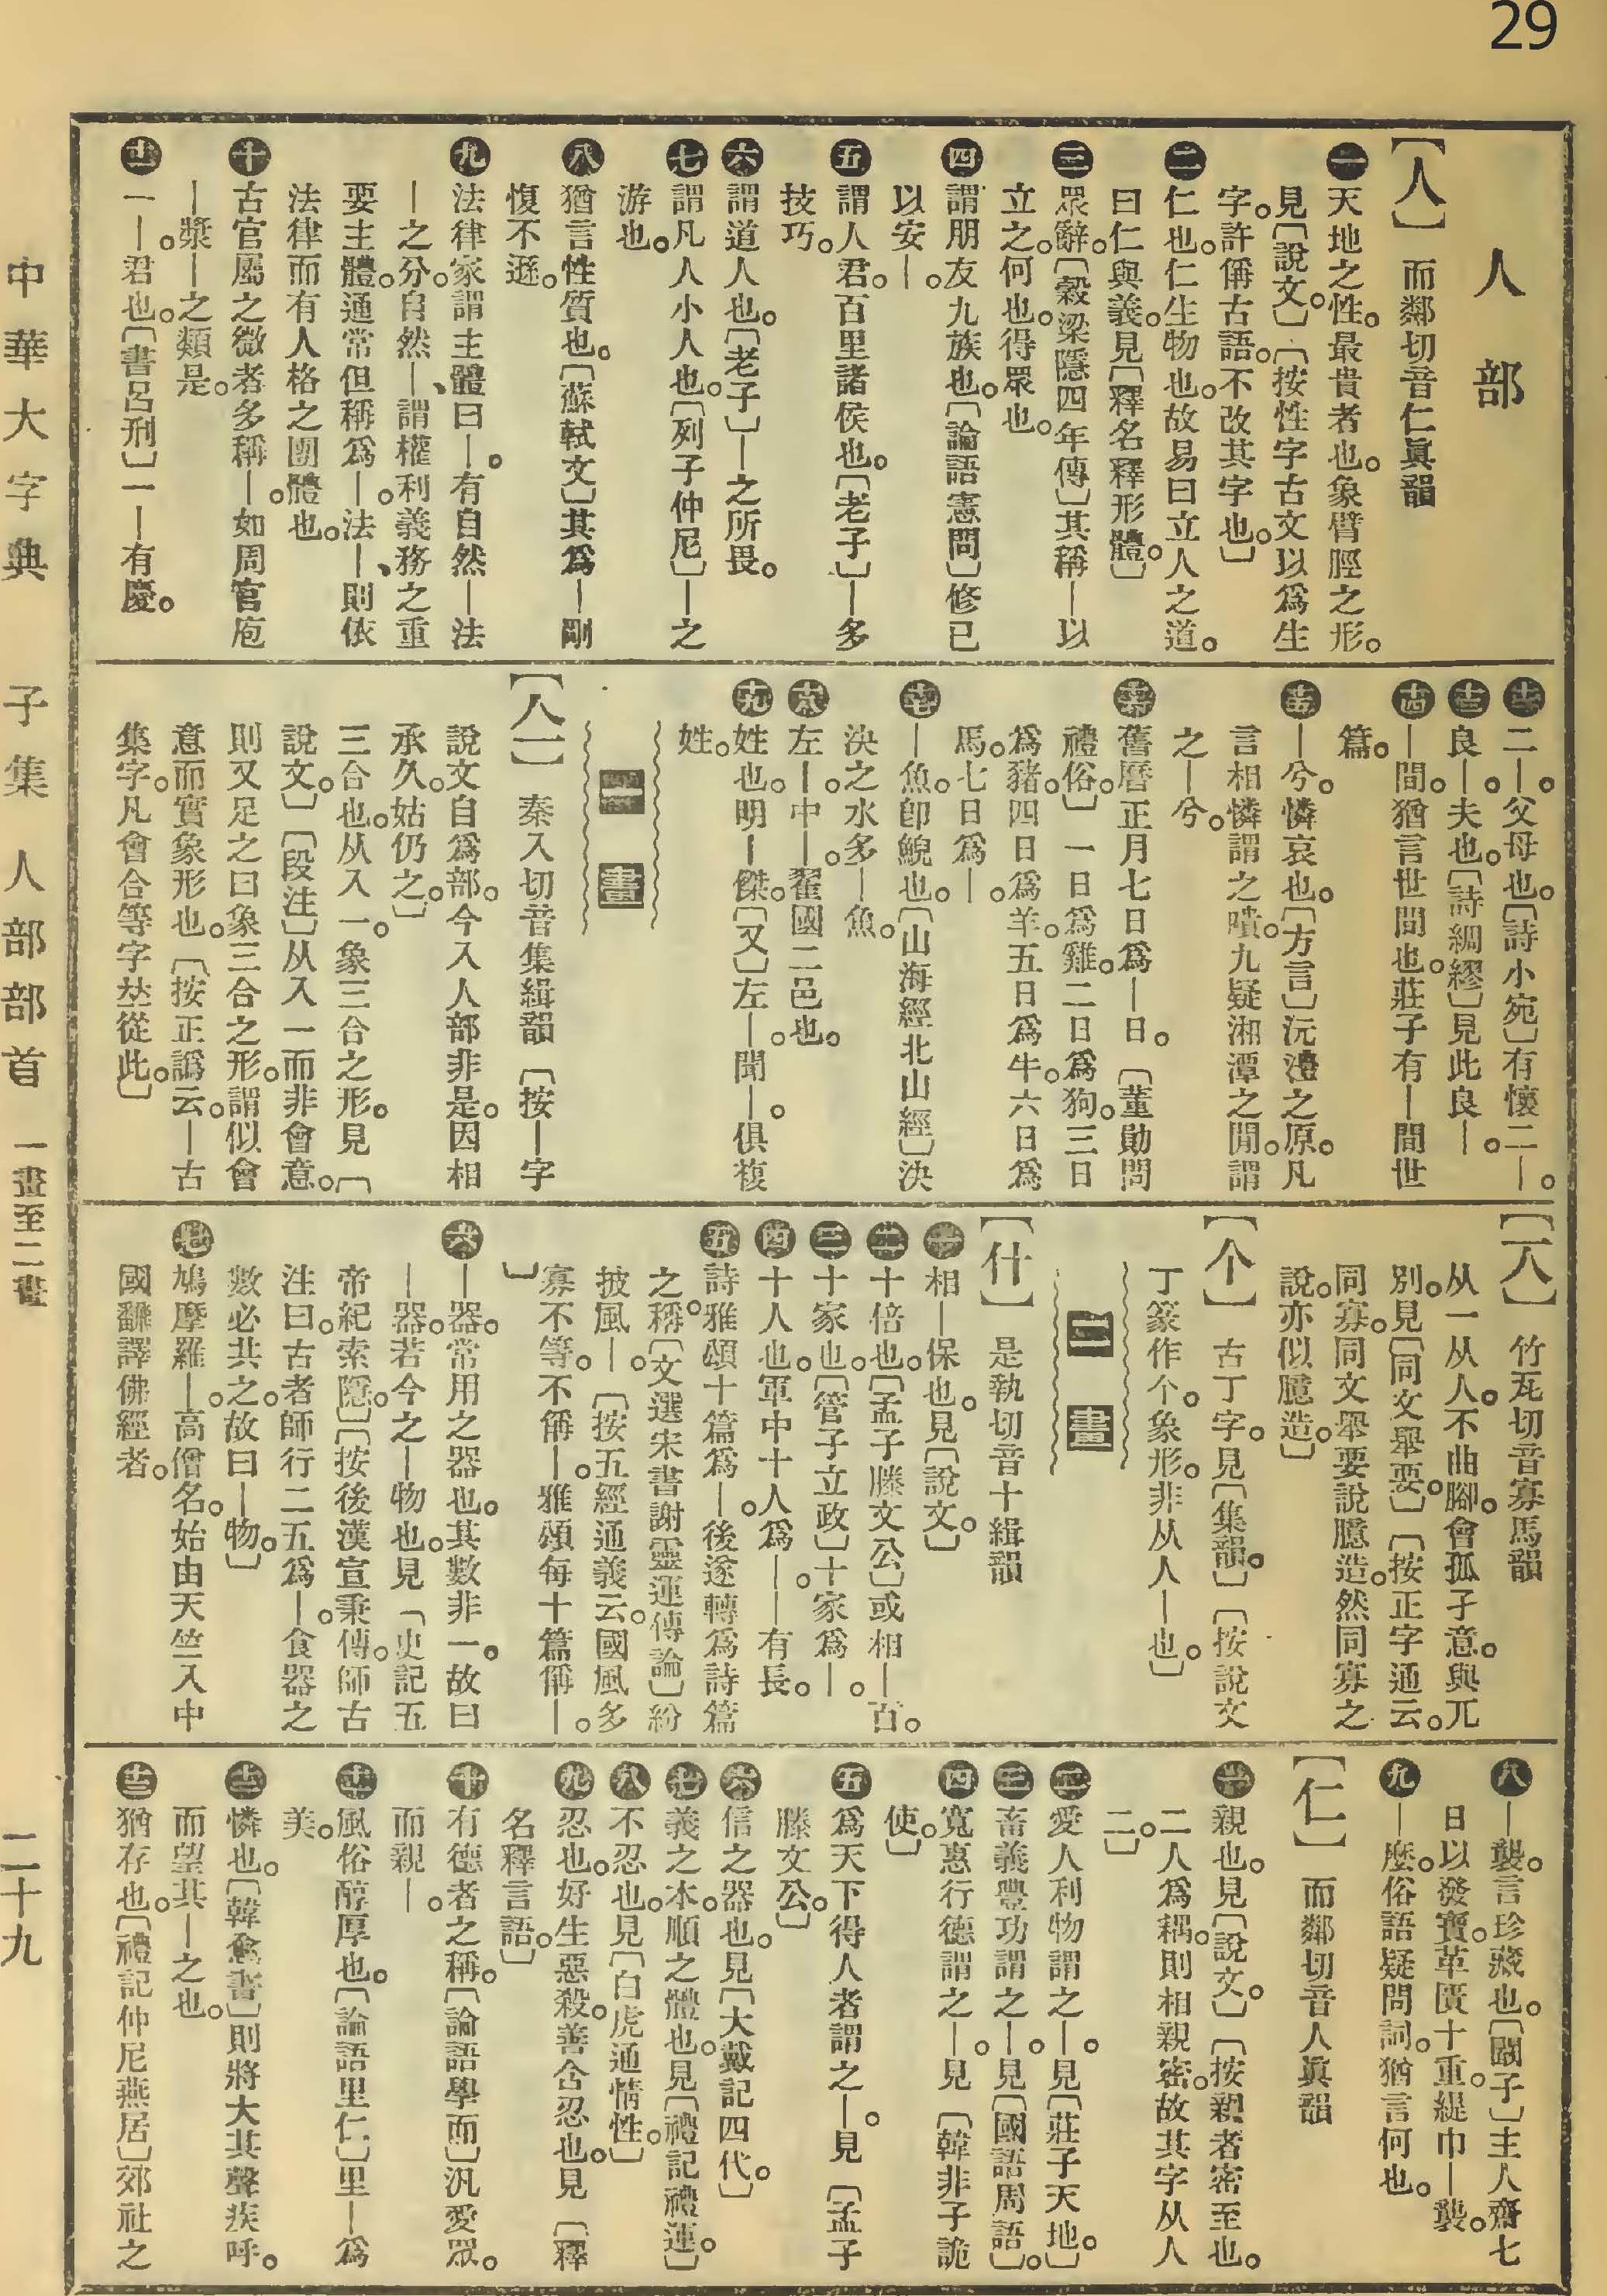 29
人部
【人】　而鄰切音仁眞韻
㊀天地之性。最貴者也。象臂脛之形。
見〔說文。〕〔按性字古文以爲生
字。許偁古語。不改其字也。〕
㊁仁也。仁生物也。故易曰立人之道。
曰仁與義。見〔釋名釋形體。〕
㊂眾辭。〔穀梁隱四年傳〕其稱｜以
立之。何也。得眾也。
㊃謂朋友九族也。〔論語憲問〕修己
以安｜。
㊄謂人君。百里諸侯也。〔老子〕｜多
技巧。
㊅謂道人也。〔老子〕｜之所畏。
㊆謂凡人小人也。〔列子仲尼〕｜之
游也。
㊇猶言性質也。〔蘇軾文〕其爲｜剛
愎不遜。
㊈法律家謂主體曰｜。有自然｜法
｜之分。自然｜、謂權利義務之重
要主體。通常但稱爲｜。法｜、則依
法律而有人格之團體也。
㊉古官屬之微者多稱｜。如周官庖
｜漿｜之類是。
⓫一｜。君也。〔書呂刑〕一｜有慶。
⓬二｜。父母也。〔詩小宛〕有懷二｜。
⓭良｜。夫也。〔詩綢繆〕見此良｜。
⓮｜間。猶言世間也。莊子有｜間世
篇。
⓯｜兮。憐哀也。〔方言〕沅澧之原。凡
言相憐謂之嘳。九疑湘潭之閒。謂
之｜兮。
⓰舊曆正月七日爲｜日。〔董勛問
禮俗。〕一日爲雞。二日爲狗。三日
爲豬。四日爲羊。五日爲牛。六日爲
馬。七日爲｜。
⓱｜魚。卽鯢也。〔山海經北山經〕決
決之水多｜魚。
⓲左｜。中｜。翟國二邑也。
⓳姓也。明｜傑。〔又〕左｜。聞｜。俱複
姓。
一畫
【亼】　秦入切音集緝韻　〔按｜字
說文自爲部。今入人部非是。因相
承久。姑仍之。〕
三合也。从入一。象三合之形。見〔
說文。〕〔段注〕从入一而非會意。
則又足之曰象三合之形。謂似會
意而實象形也。〔按正譌云。｜古
集字。凡會合等字𠀤從此。〕
【𠆣】　竹瓦切音寡馬韻
从一从人。不曲腳。會孤孑意。與兀
別。見〔同文舉要。〕〔按正字通云。
同寡。同文舉要說臆造。然同寡之
說。亦似臆造。〕
【个】　古丁字。見〔集韻。〕〔按說文
丁篆作个。象形。非从人｜也。〕
二畫
【什】　是執切音十緝韻
㊀相｜保也。見〔說文。〕
㊁十倍也。〔孟子滕文公〕或相｜百。
㊂十家也。〔管子立政〕十家爲｜。
㊃十人也。軍中十人爲｜。｜有長。
㊄詩雅頌十篇爲｜。後遂轉爲詩篇
之稱。〔文選宋書謝靈運傳論〕紛
披風｜。〔按五經通義云。國風多
寡不等。不稱｜。雅頌每十篇稱｜。
〕
㊅｜器。常用之器也。其數非一。故曰
｜器。若今之｜物也。見〔史記五
帝紀索隱。〕〔按後漢宣秉傳。師古
注曰。古者師行二五爲｜。食器之
數必共之。故曰｜物。〕
㊆鳩摩羅｜。高僧名。始由天竺入中
國繙譯佛經者。
㊇｜襲。言珍藏也。〔闞子〕主人齋七
日以發寶。革匱十重。緹巾｜襲。
㊈｜麼。俗語疑問詞。猶言何也。
【仁】　而鄰切音人眞韻
㊀親也。見〔說文。〕〔按親者密至也。
二人爲耦。則相親密。故其字从人
二。〕
㊁愛人利物謂之｜。見〔莊子天地。〕
㊂畜義豐功謂之｜。見〔國語周語。〕
㊃寬惠行德謂之｜。見〔韓非子詭
使。〕
㊄爲天下得人者謂之｜。見〔孟子
滕文公。〕
㊅信之器也。見〔大戴記四代。〕
㊆義之本。順之體也。見〔禮記禮運。〕
㊇不忍也。見〔白虎通情性。〕
㊈忍也。好生惡殺。善含忍也。見〔釋
名釋言語。〕
㊉有德者之稱。〔論語學而〕汎愛眾。
而親｜。
⓫風俗醇厚也。〔論語里仁〕里｜爲
美。
⓬憐也。〔韓愈書〕則將大其聲疾呼。
而望其｜之也。
⓭猶存也。〔禮記仲尼燕居〕郊社之
中華大字典　子集　人部部首　一畫至二畫　二十九